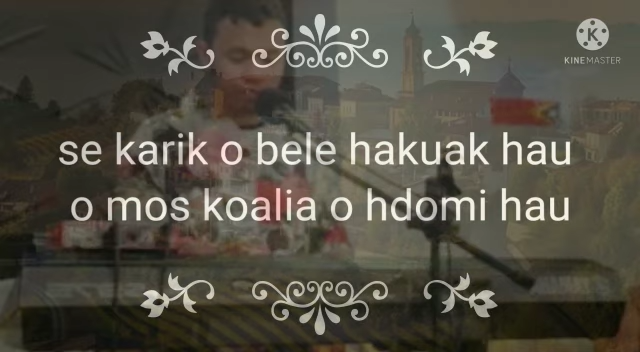 KINEMASTER
se karik o bele hakuak hau
o mos koalia o hdomi hau